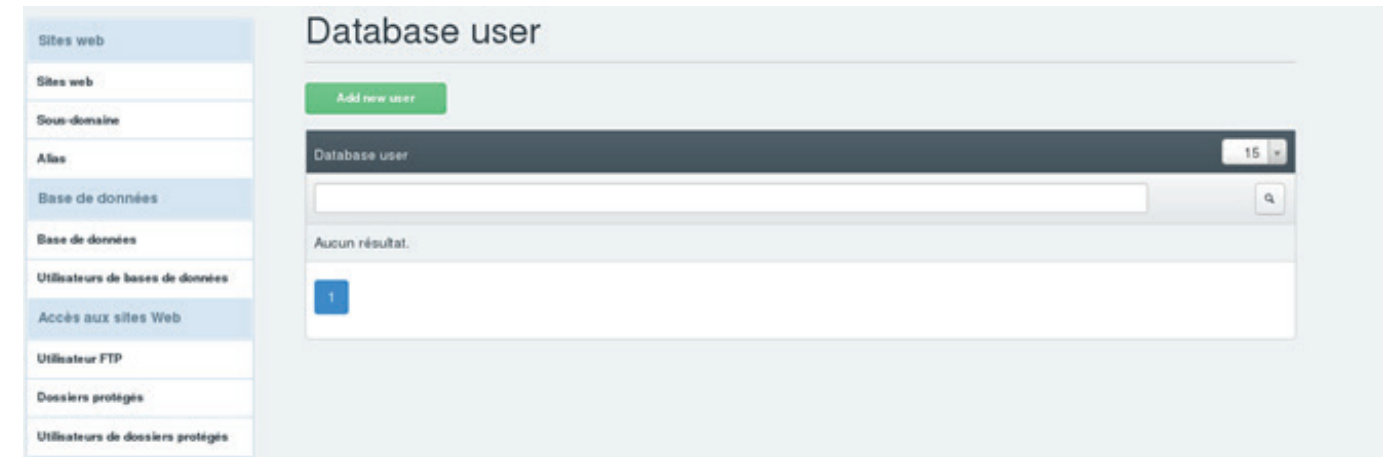 Sites web
Sites web
Sous-domaine
Alias
Base de données
Base de données
Utilisateurs de bases de données
Accès aux sites Web
Utilisateur FTP
Dossiers protégés
Utilisateurs de dossiers protégés
Database user
Add new user
Database user
15
Aucun résultat.
1